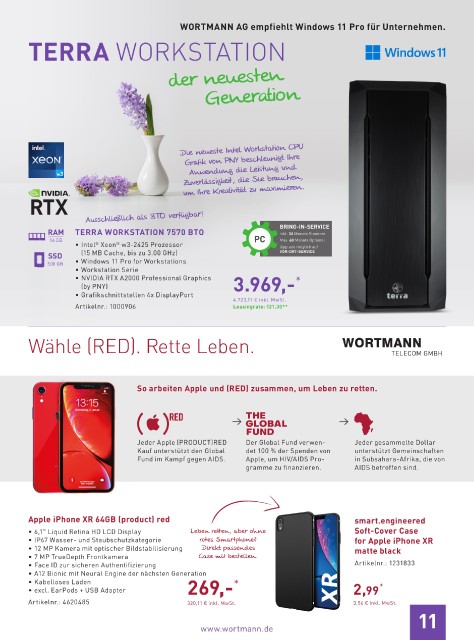 WORTMANN AG empfiehlt Windows 11 Pro für Unternehmen.
TERRA WORKSTATION
Windows 11
der neuesten
Generation
intel.
XEON
w3
Die neueste Intel Workstation CPU
Grafik von PNY beschleunigt Ihre
Anwendung die Leistung und
Zuverlässigkeit, die Sie brauchen,
um Ihre Kreativität zu maximieren.
NVIDIA
RTX
Ausschließlich als BTO verfügbar!
RAM
SSD
TERRA WORKSTATION 7570 BTO
• Intel® Xeon® w3-2425 Prozessor
(15 MB Cache, bis zu 3.00 GHz)
• Windows 11 Pro for Workstations
• Workstation Serie
• NVIDIA RTX A2000 Professional Graphics
(by PNY)
• Grafikschnittstellen 4x DisplayPort
Artikelnr.: 1000906
PC
BRING-IN-SERVICE
VOR-ORT-SERVICE
3.969,-*
4.723,11 € inkl. MwSt.
Leasingrate: 121,30**
terra
Wähle (RED). Rette Leben.
WORTMANN
TELECOM GMBH
13:15
So arbeiten Apple und (RED) zusammen, um Leben zu retten.
( )RED
THE
GLOBAL
FUND
Jeder Apple (PRODUCT)RED
Kauf unterstützt den Global
Fund im Kampf gegen AIDS.
Der Global Fund verwen-
det 100 % der Spenden von
Apple, um HIV/AIDS Pro-
gramme zu finanzieren.
Jeder gesammelte Dollar
unterstützt Gemeinschaften
in Subsahara-Afrika, die von
AIDS betroffen sind.
Apple iPhone XR 64GB (product) red
• 6,1" Liquid Retina HD LCD Display
• IP67 Wasser- und Staubschutzkategorie
• 12 MP Kamera mit optischer Bildstabilisierung
• 7 MP TrueDepth Frontkamera
• Face ID zur sicheren Authentifizierung
• A12 Bionic mit Neural Engine der nächsten Generation
• Kabelloses Laden
• excl. EarPods + USB Adapter
Artikelnr.: 4620485
Leben retten, aber ohne
rotes Smartphone?
Direkt passendes
Case mit bestellen.
269,-*
320,11 € inkl. MwSt.
XR
smart.engineered
Soft-Cover Case
for Apple iPhone XR
matte black
Artikelnr.: 1231833
2,99*
3,56 € inkl. MwSt.
www.wortmann.de
11